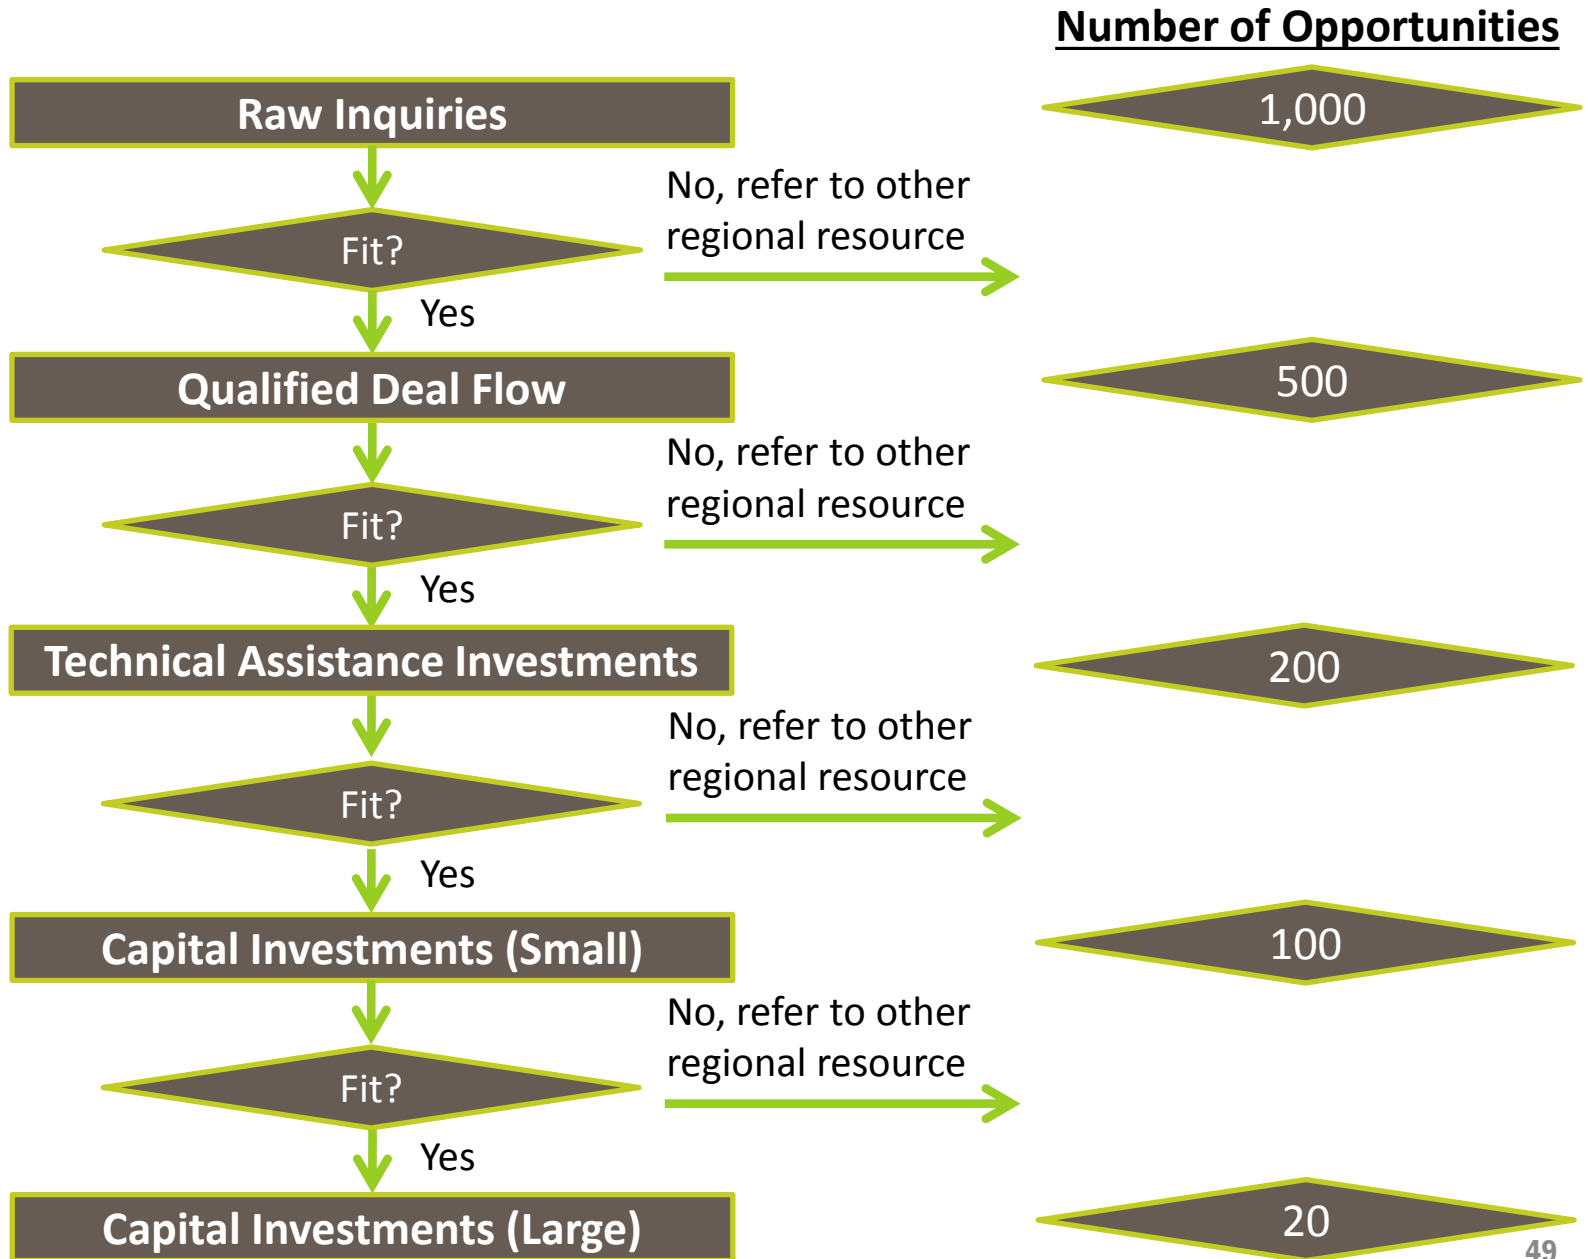 Number of Opportunities
Raw Inquiries
1,000
No, refer to other
regional resource
Fit?
Yes
Qualified Deal Flow
500
No, refer to other
regional resource
Fit?
Yes
Technical Assistance Investments
200
No, refer to other
regional resource
Fit?
Yes
Capital Investments (Small)
100
No, refer to other
regional resource
Fit?
Yes
Capital Investments (Large)
20
49